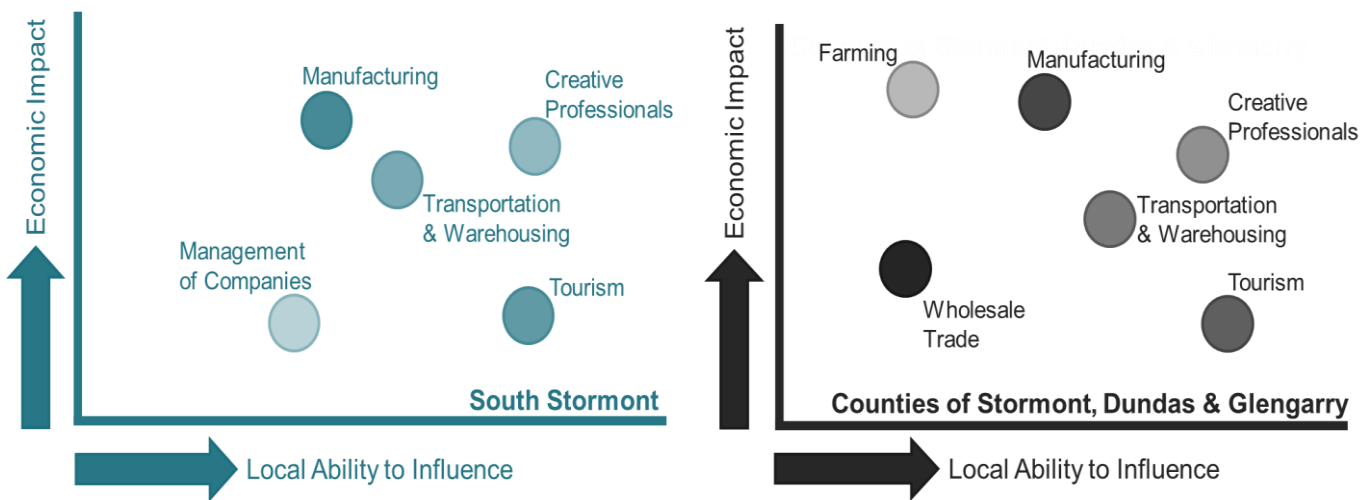 Economic Impact
Manufacturing
Creative
Professionals
Transportation
& Warehousing
Management
of Companies
Tourism
South Stormont
Local Ability to Influence
Economic Impact
Farming
Manufacturing
Creative
Professionals
Transportation
& Warehousing
Wholesale
Trade
Tourism
Counties of Stormont, Dundas & Glengarry
Local Ability to Influence